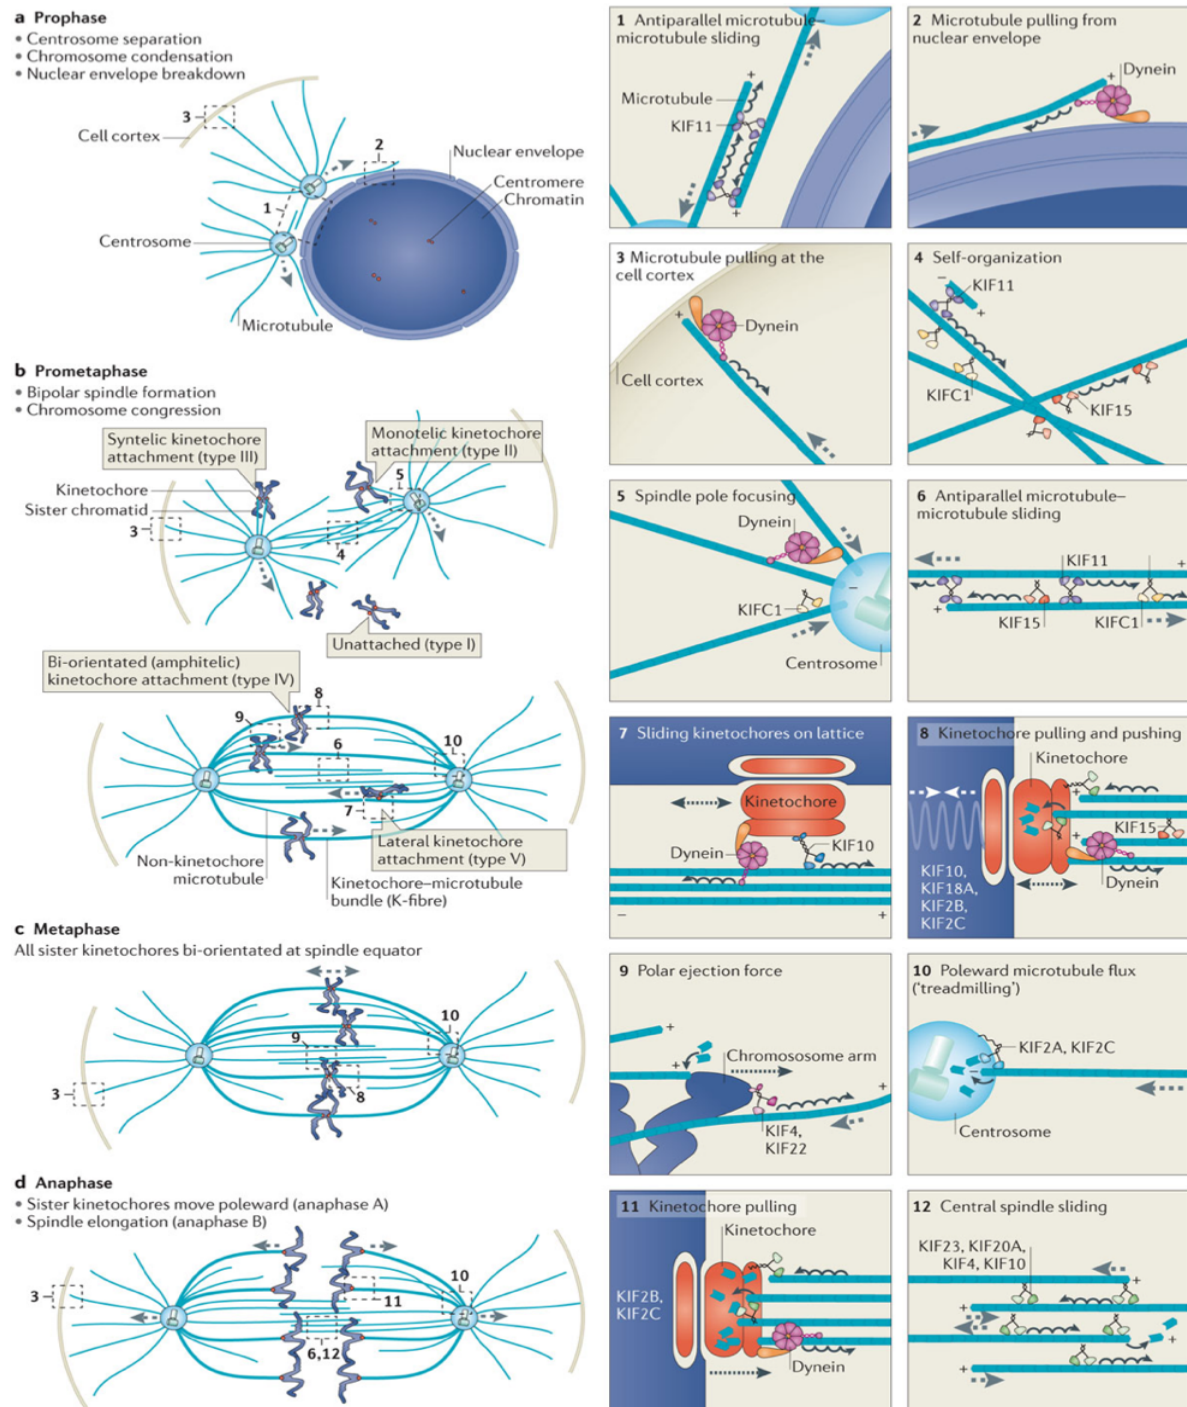 a Prophase
• Centrosome separation
• Chromosome condensation
• Nuclear envelope breakdown
3
Cell cortex
2
Nuclear envelope
Centromere
Chromatin
1
Centrosome
Microtubule
b Prometaphase
• Bipolar spindle formation
• Chromosome congression
Syntelic kinetochore
attachment (type III)
Monotelic kinetochore
attachment (type II)
5
Kinetochore
Sister chromatid
3
4
Unattached (type I)
Bi-orientated (amphitelic)
kinetochore attachment (type IV)
8
9
6
10
7
Lateral kinetochore
attachment (type V)
Non-kinetochore
microtubule
Kinetochore–microtubule
bundle (K-fibre)
c Metaphase
All sister kinetochores bi-orientated at spindle equator
10
9
3
8
d Anaphase
• Sister kinetochores move poleward (anaphase A)
• Spindle elongation (anaphase B)
10
3
11
6,12
1 Antiparallel microtubule–
microtubule sliding
+
Microtubule
KIF11
+
2 Microtubule pulling from
nuclear envelope
+
Dynein
3 Microtubule pulling at the
cell cortex
+
Dynein
Cell cortex
4 Self-organization
–
KIF11
+
KIFC1
KIF15
5 Spindle pole focusing
Dynein
–
KIFC1
Centrosome
6 Antiparallel microtubule–
microtubule sliding
KIF11
+
+
KIF15
KIFC1
7 Sliding kinetochores on lattice
Kinetochore
Dynein
KIF10
–
+
8 Kinetochore pulling and pushing
Kinetochore
+
+
KIF15
KIF10,
KIF18A,
KIF2B,
KIF2C
Dynein
9 Polar ejection force
+
+
Chromososome arm
+
KIF4,
KIF22
10 Poleward microtubule flux
(‘treadmilling’)
KIF2A, KIF2C
–
Centrosome
11 Kinetochore pulling
Kinetochore
KIF2B,
KIF2C
Dynein
12 Central spindle sliding
KIF23, KIF20A,
KIF4, KIF10
+
+
+
+